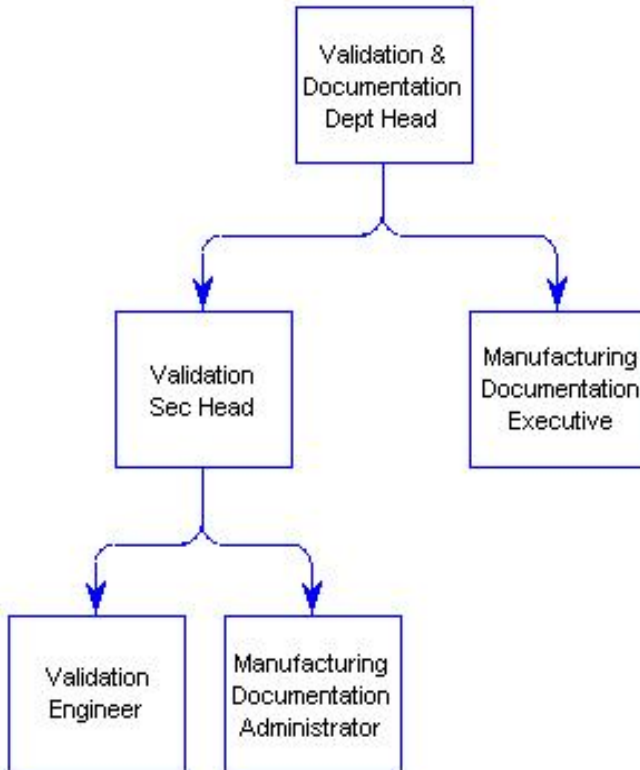 Validation &
Documentation
Dept Head
Validation
Sec Head
Manufacturing
Documentation
Executive
Validation
Engineer
Manufacturing
Documentation
Administrator